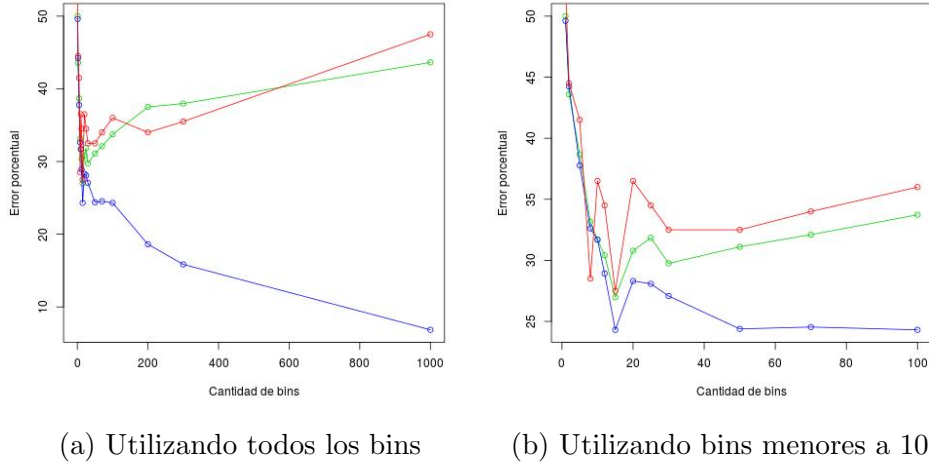 50
40
30
20
10
Error porcentual
0 200 400 600 800 1000
Cantidad de bins
50
45
40
35
30
25
Error porcentual
0 20 40 60 80 100
Cantidad de bins
(a) Utilizando todos los bins
(b) Utilizando bins menores a 10